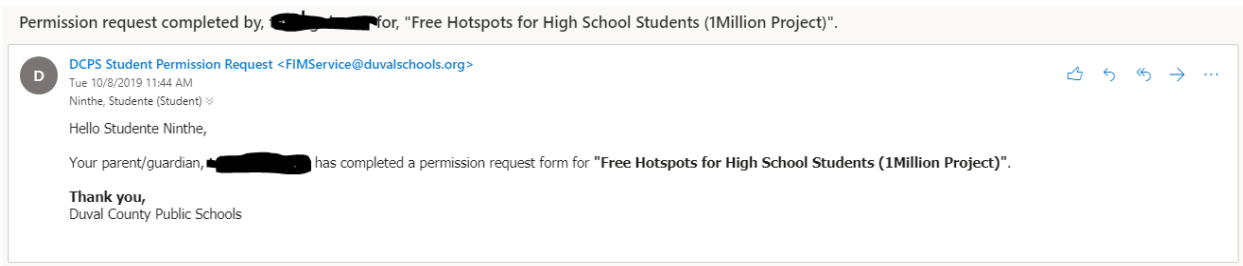 Permission request completed by, for, "Free Hotspots for High School Students (1Million Project)".
D
DCPS Student Permission Request <FIMService@duvalschools.org>
Tue 10/8/2019 11:44 AM
Ninthe, Studente (Student)
Hello Studente Ninthe,
Your parent/guardian, has completed a permission request form for "Free Hotspots for High School Students (1Million Project)".
Thank you,
Duval County Public Schools